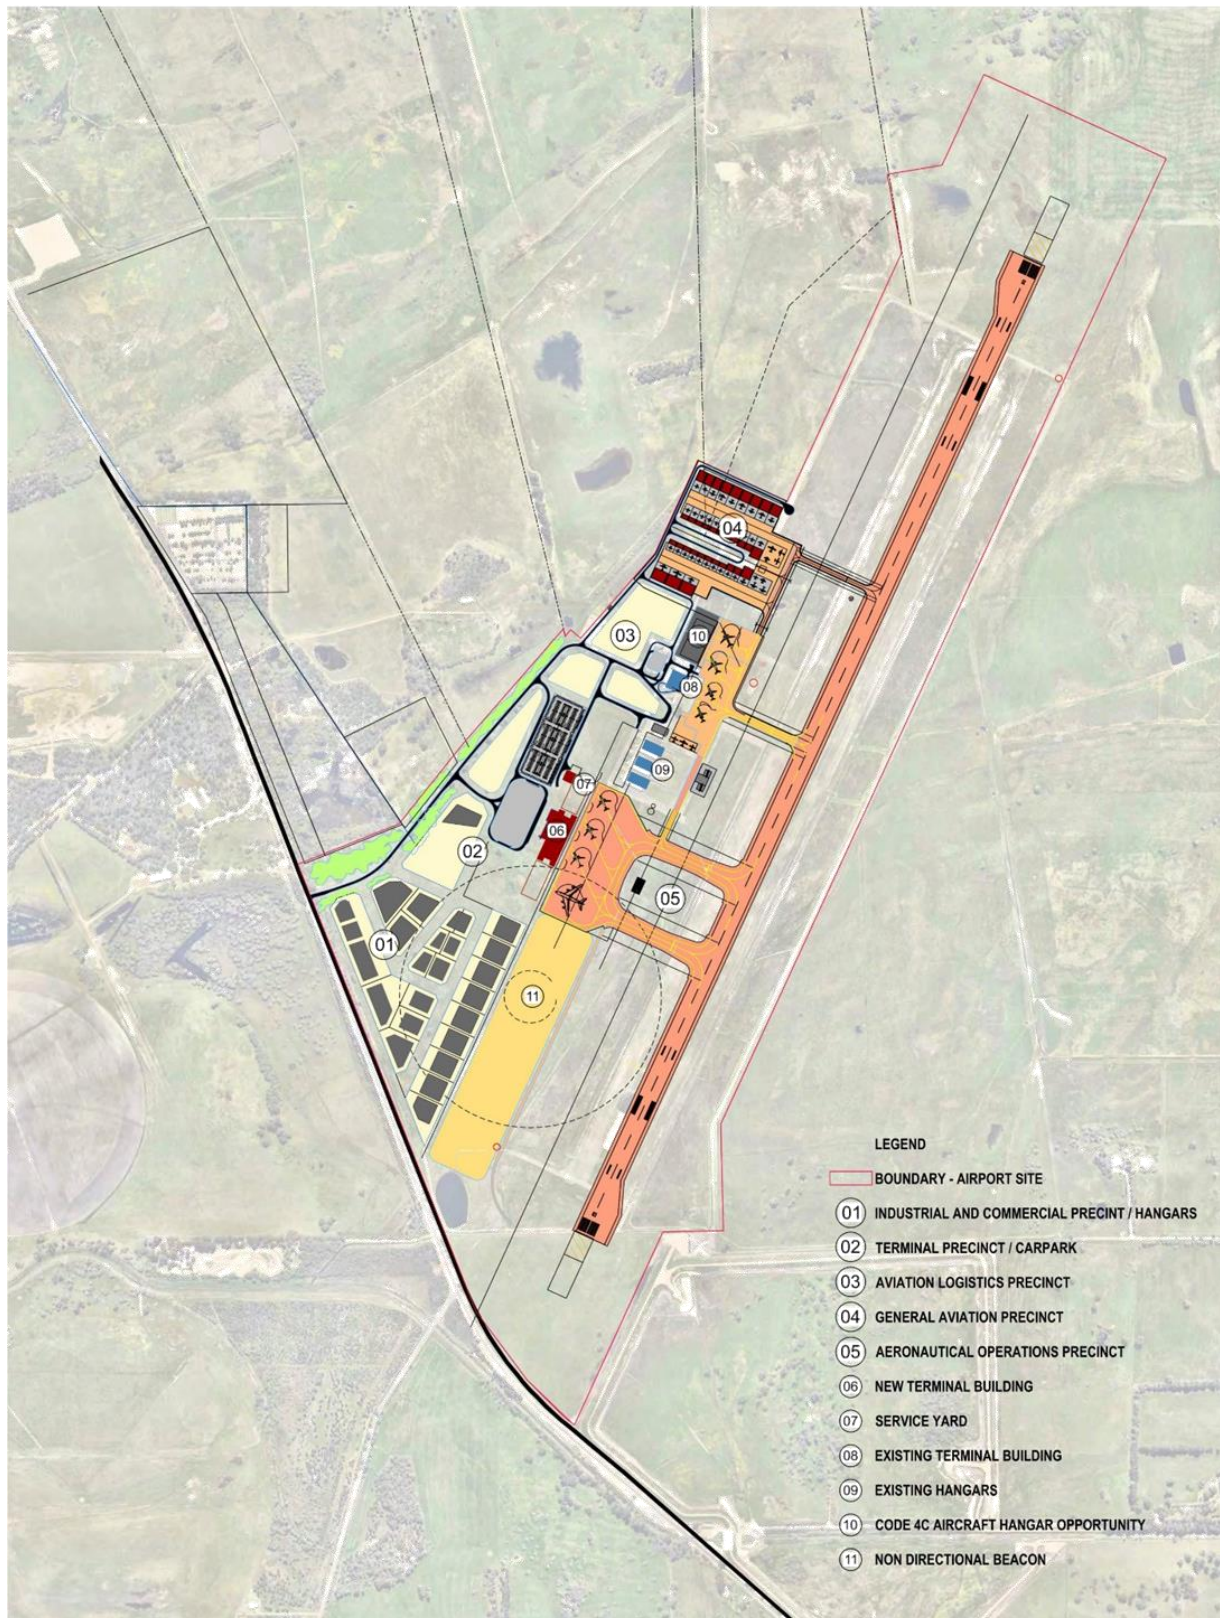 04
03
10
08
09
07
06
02
05
01
11
LEGEND
BOUNDARY - AIRPORT SITE
01 INDUSTRIAL AND COMMERCIAL PRECINT / HANGARS
02 TERMINAL PRECINCT / CARPARK
03 AVIATION LOGISTICS PRECINCT
04 GENERAL AVIATION PRECINCT
05 AERONAUTICAL OPERATIONS PRECINCT
06 NEW TERMINAL BUILDING
07 SERVICE YARD
08 EXISTING TERMINAL BUILDING
09 EXISTING HANGARS
10 CODE 4C AIRCRAFT HANGAR OPPORTUNITY
11 NON DIRECTIONAL BEACON